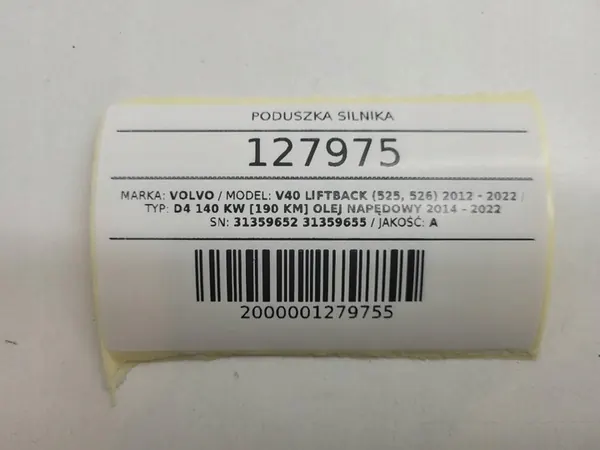 PODUSZKA SILNIKA
127975
MARKA: VOLVO / MODEL: V40 LIFTBACK (525, 526) 2012 - 2022 /
TYP: D4 140 KW [190 KM] OLEJ NAPĘDOWY 2014 - 2022
SN: 31359652 31359655 / JAKOŚĆ: A
2000001279755